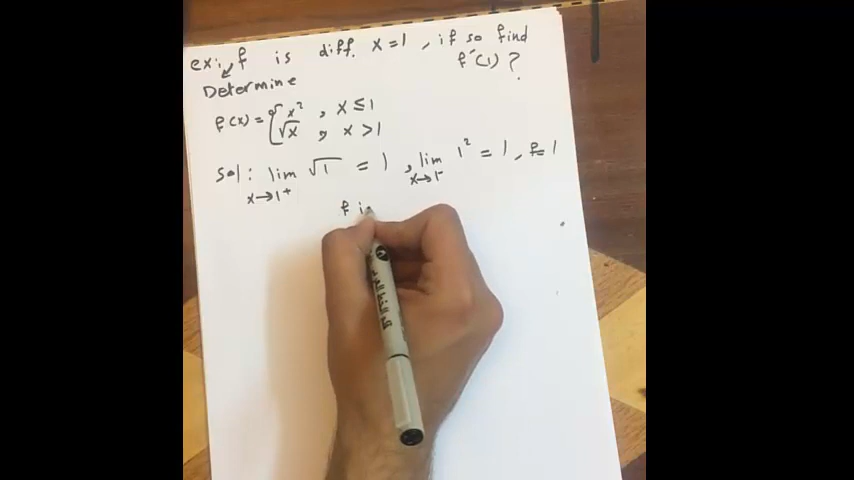 ex: f is diff. x=1, if so find
Determine f'(1)?
f(x)= { x², x≤1
√x, x>1
Sol: lim √1 = 1, lim 1² = 1, f=1
x→1⁺ x→1⁻
f is